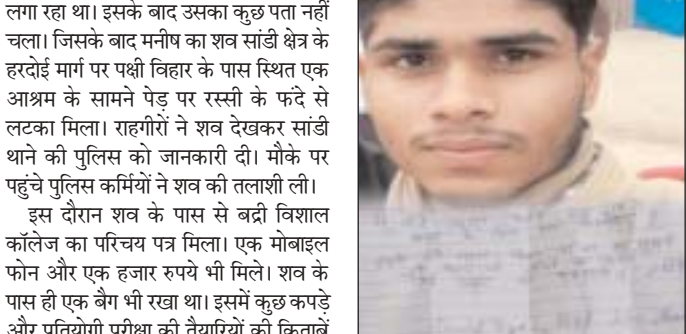 लगा रहा था। इसके बाद उसका कुछ पता नहीं
चला। जिसके बाद मनीष का शव सांडी क्षेत्र के
हरदोई मार्ग पर पक्षी विहार के पास स्थित एक
आश्रम के सामने पेड़ पर रस्सी के फंदे से
लटका मिला। राहगीरों ने शव देखकर सांडी
थाने की पुलिस को जानकारी दी। मौके पर
पहुंचे पुलिस कर्मियों ने शव की तलाशी ली।
इस दौरान शव के पास से बद्री विशाल
कॉलेज का परिचय पत्र मिला। एक मोबाइल
फोन और एक हजार रुपये भी मिले। शव के
पास ही एक बैग भी रखा था। इसमें कुछ कपड़े
और प्रतियोगी परीक्षा की तैयारियों की किताबें